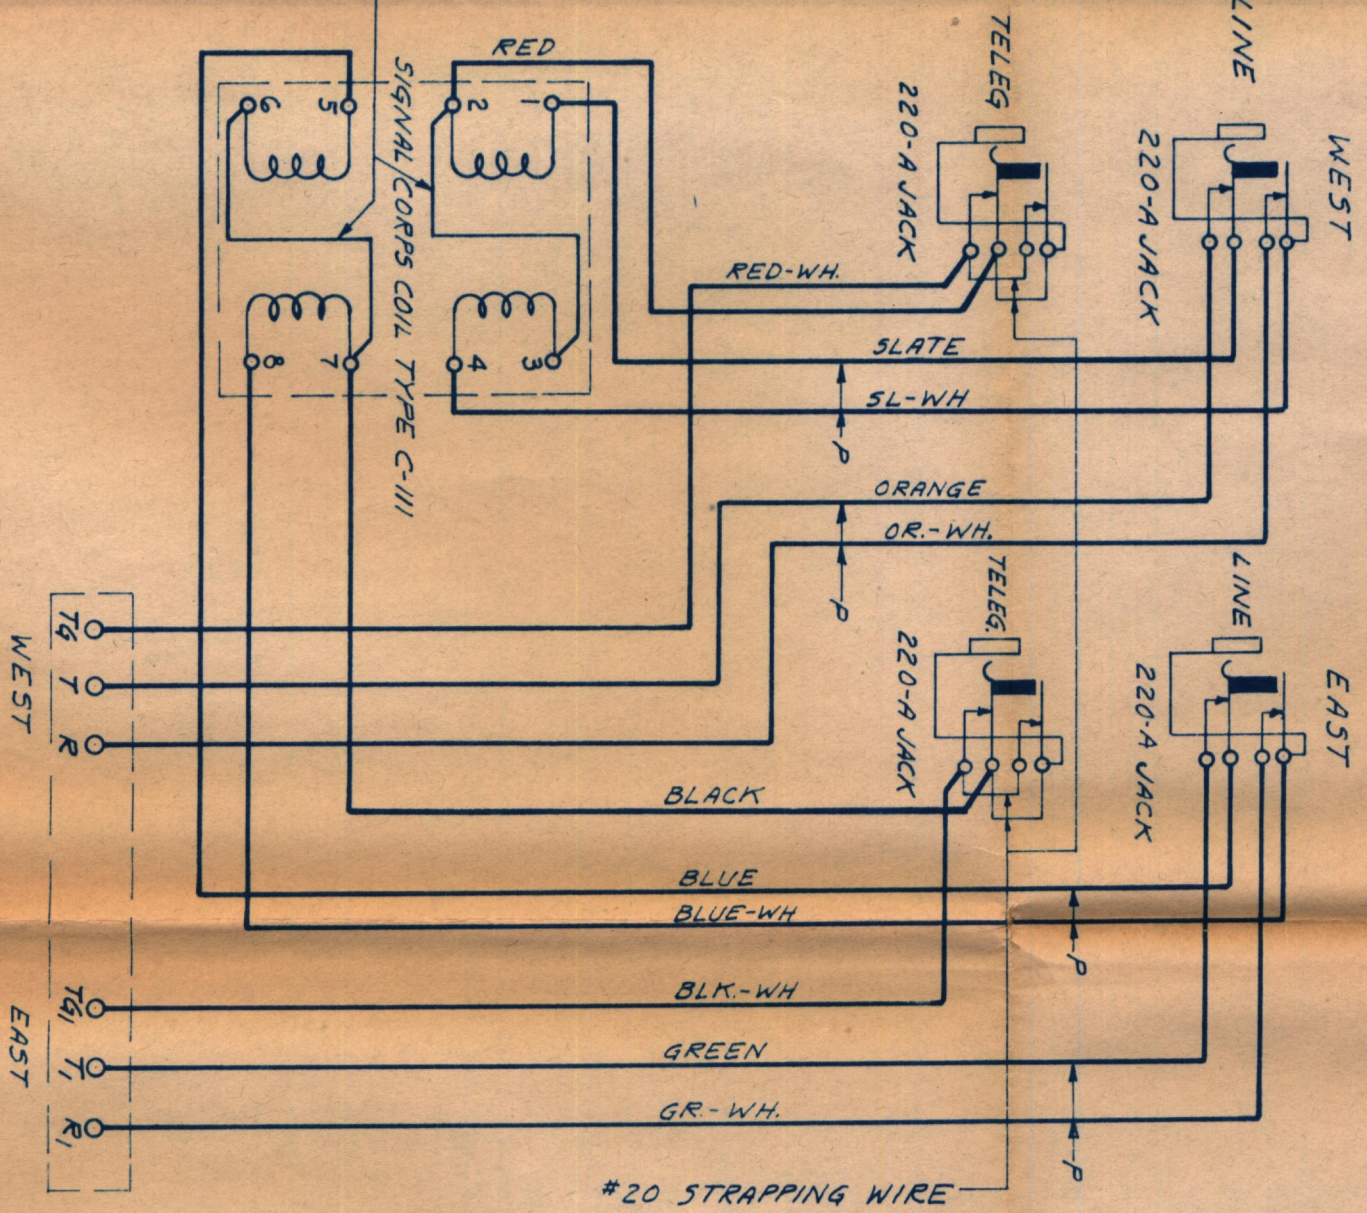 LINE
WEST
220-A JACK
TELEG
220-A JACK
RED
1
2
3
4
5
6
7
8
SIGNAL CORPS COIL TYPE C-111
RED-WH.
SLATE
SL-WH
P
ORANGE
OR.-WH.
P
LINE
EAST
220-A JACK
TELEG.
220-A JACK
BLACK
BLUE
BLUE-WH
P
BLK.-WH
GREEN
GR.-WH.
P
TG
T
R
WEST
TG1
T1
R1
EAST
#20 STRAPPING WIRE